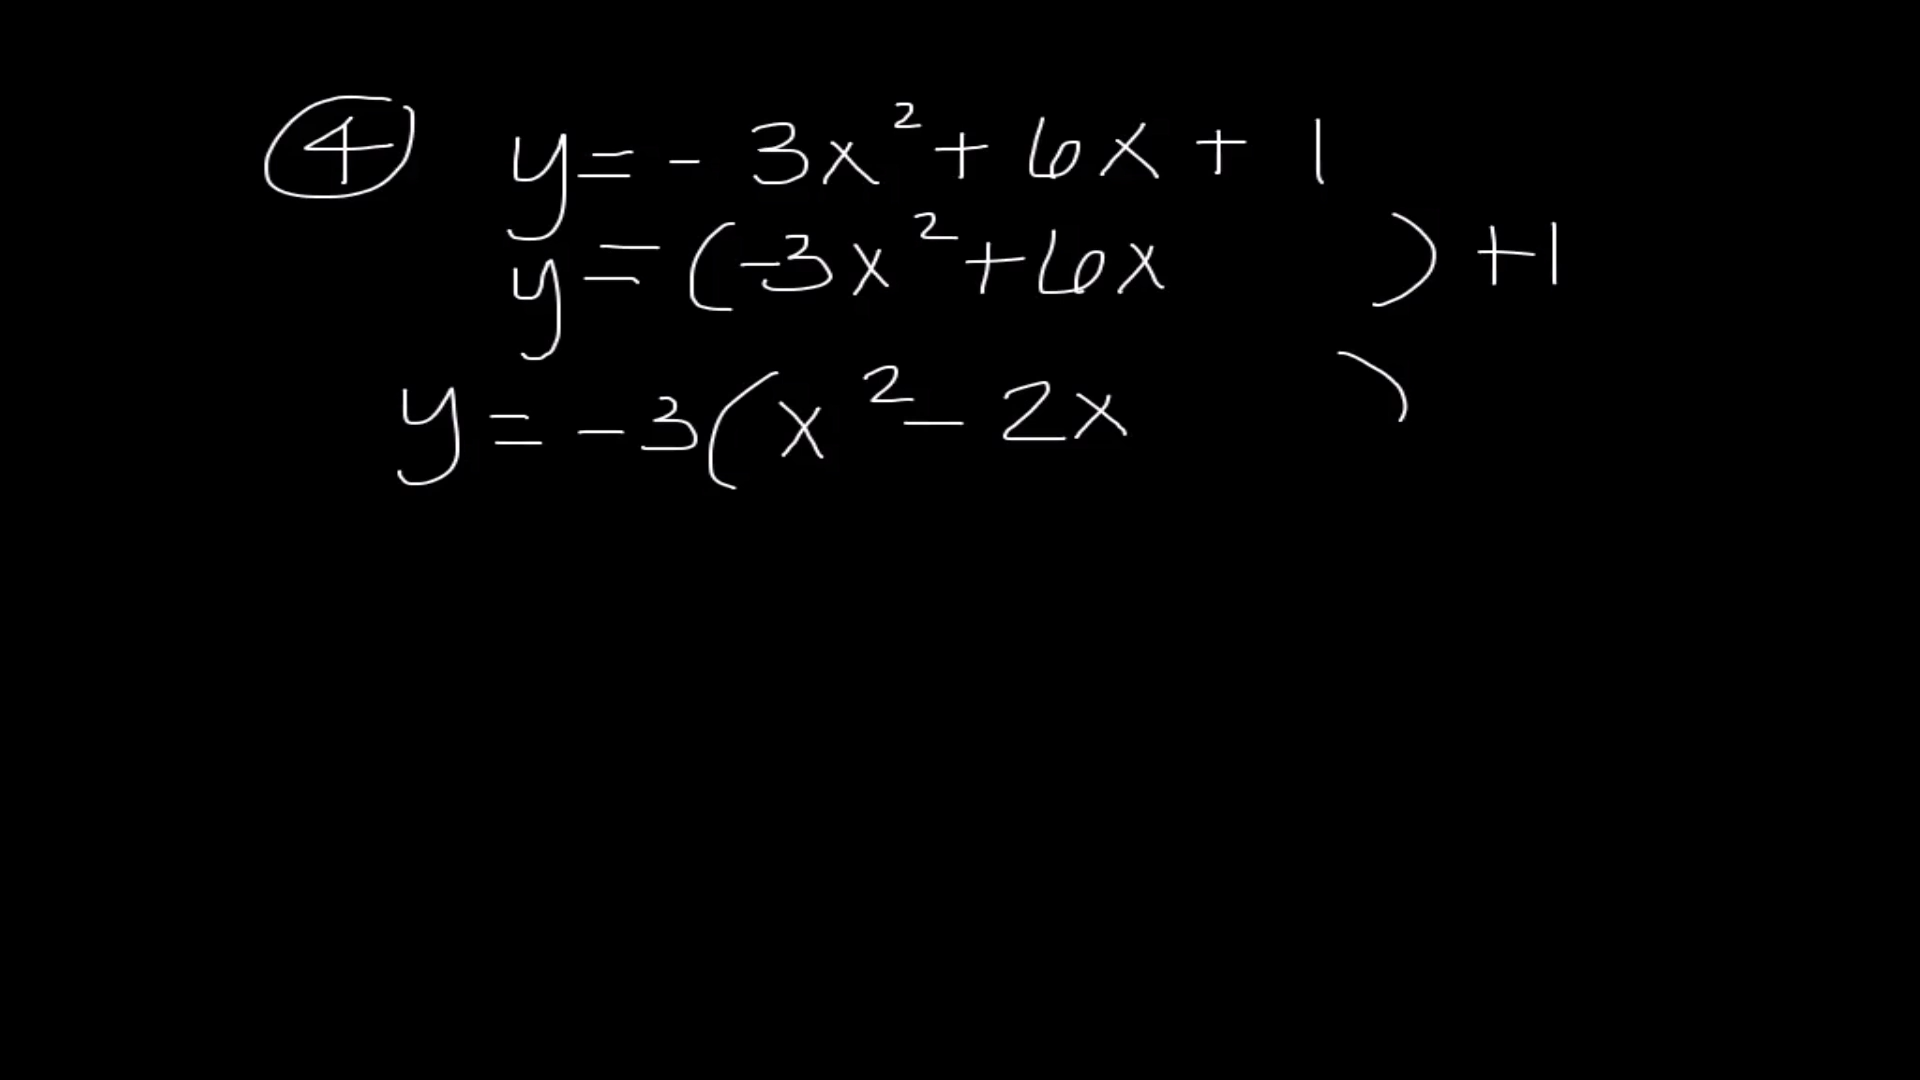 ④ y = - 3x² + 6x + 1
y = (-3x² + 6x      ) + 1
y = -3(x² - 2x      )